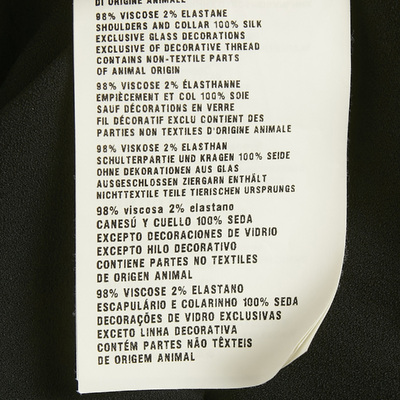 DI ORIGINE ANIMALE
98% VISCOSE 2% ELASTANE
SHOULDERS AND COLLAR 100% SILK
EXCLUSIVE GLASS DECORATIONS
EXCLUSIVE OF DECORATIVE THREAD
CONTAINS NON-TEXTILE PARTS
OF ANIMAL ORIGIN
98% VISCOSE 2% ÉLASTHANNE
EMPIÈCEMENT ET COL 100% SOIE
SAUF DÉCORATIONS EN VERRE
FIL DÉCORATIF EXCLU CONTIENT DES
PARTIES NON TEXTILES D'ORIGINE ANIMALE
98% VISKOSE 2% ELASTHAN
SCHULTERPARTIE UND KRAGEN 100% SEIDE
OHNE DEKORATIONEN AUS GLAS
AUSGESCHLOSSEN ZIERGARN ENTHÄLT
NICHTTEXTILE TEILE TIERISCHEN URSPRUNGS
98% viscosa 2% elastano
CANESÚ Y CUELLO 100% SEDA
EXCEPTO DECORACIONES DE VIDRIO
EXCEPTO HILO DECORATIVO
CONTIENE PARTES NO TEXTILES
DE ORIGEN ANIMAL
98% VISCOSE 2% ELASTANO
ESCAPULÁRIO E COLARINHO 100% SEDA
DECORAÇÕES DE VIDRO EXCLUSIVAS
EXCETO LINHA DECORATIVA
CONTÉM PARTES NÃO TÊXTEIS
DE ORIGEM ANIMAL